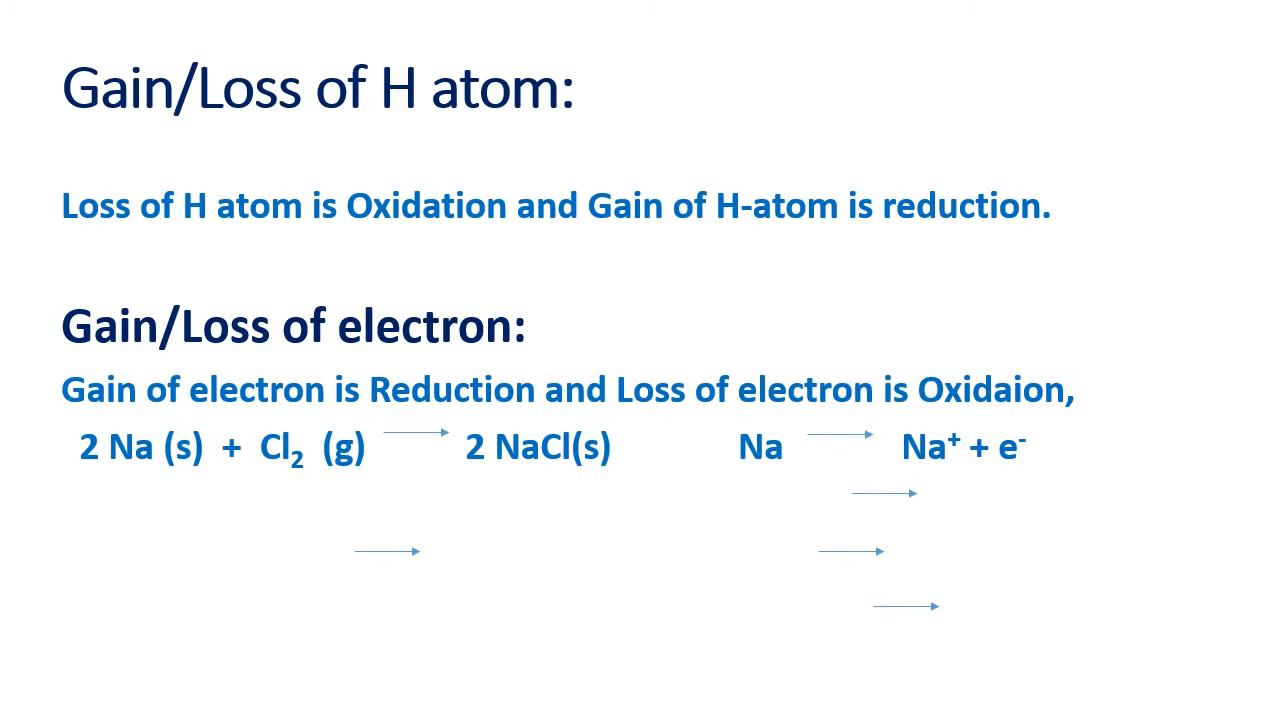 Gain/Loss of H atom:
Loss of H atom is Oxidation and Gain of H-atom is reduction.
Gain/Loss of electron:
Gain of electron is Reduction and Loss of electron is Oxidaion,
2 Na (s) + Cl₂ (g) → 2 NaCl(s) Na → Na⁺ + e⁻